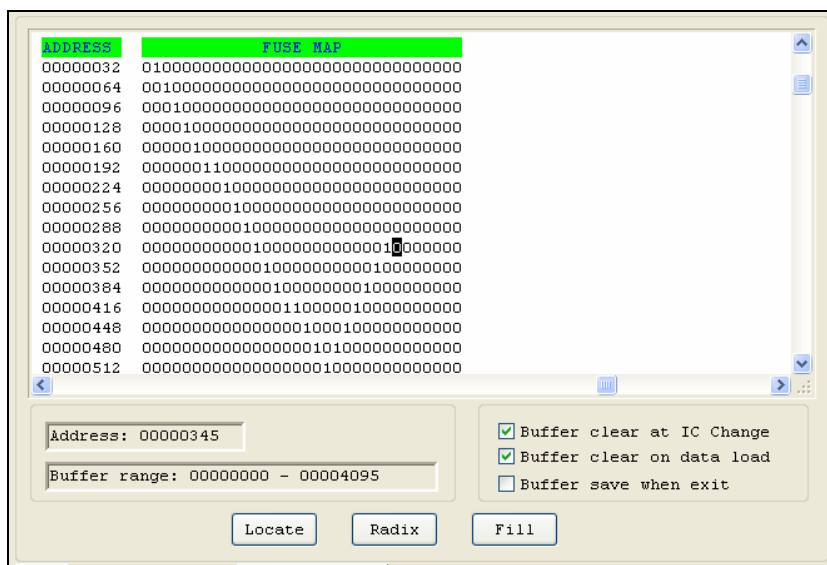 ADDRESS FUSE MAP
00000032 01000000000000000000000000000000
00000064 00100000000000000000000000000000
00000096 00010000000000000000000000000000
00000128 00001000000000000000000000000000
00000160 00000100000000000000000000000000
00000192 00000011000000000000000000000000
00000224 00000000100000000000000000000000
00000256 00000000010000000000000000000000
00000288 00000000001000000000000000000000
00000320 00000000000100000000000010000000
00000352 00000000000010000000000100000000
00000384 00000000000001000000001000000000
00000416 00000000000000110000010000000000
00000448 00000000000000001000100000000000
00000480 00000000000000000101000000000000
00000512 00000000000000000010000000000000
Address: 00000345
Buffer range: 00000000 - 00004095
Buffer clear at IC Change
Buffer clear on data load
Buffer save when exit
Locate Radix Fill